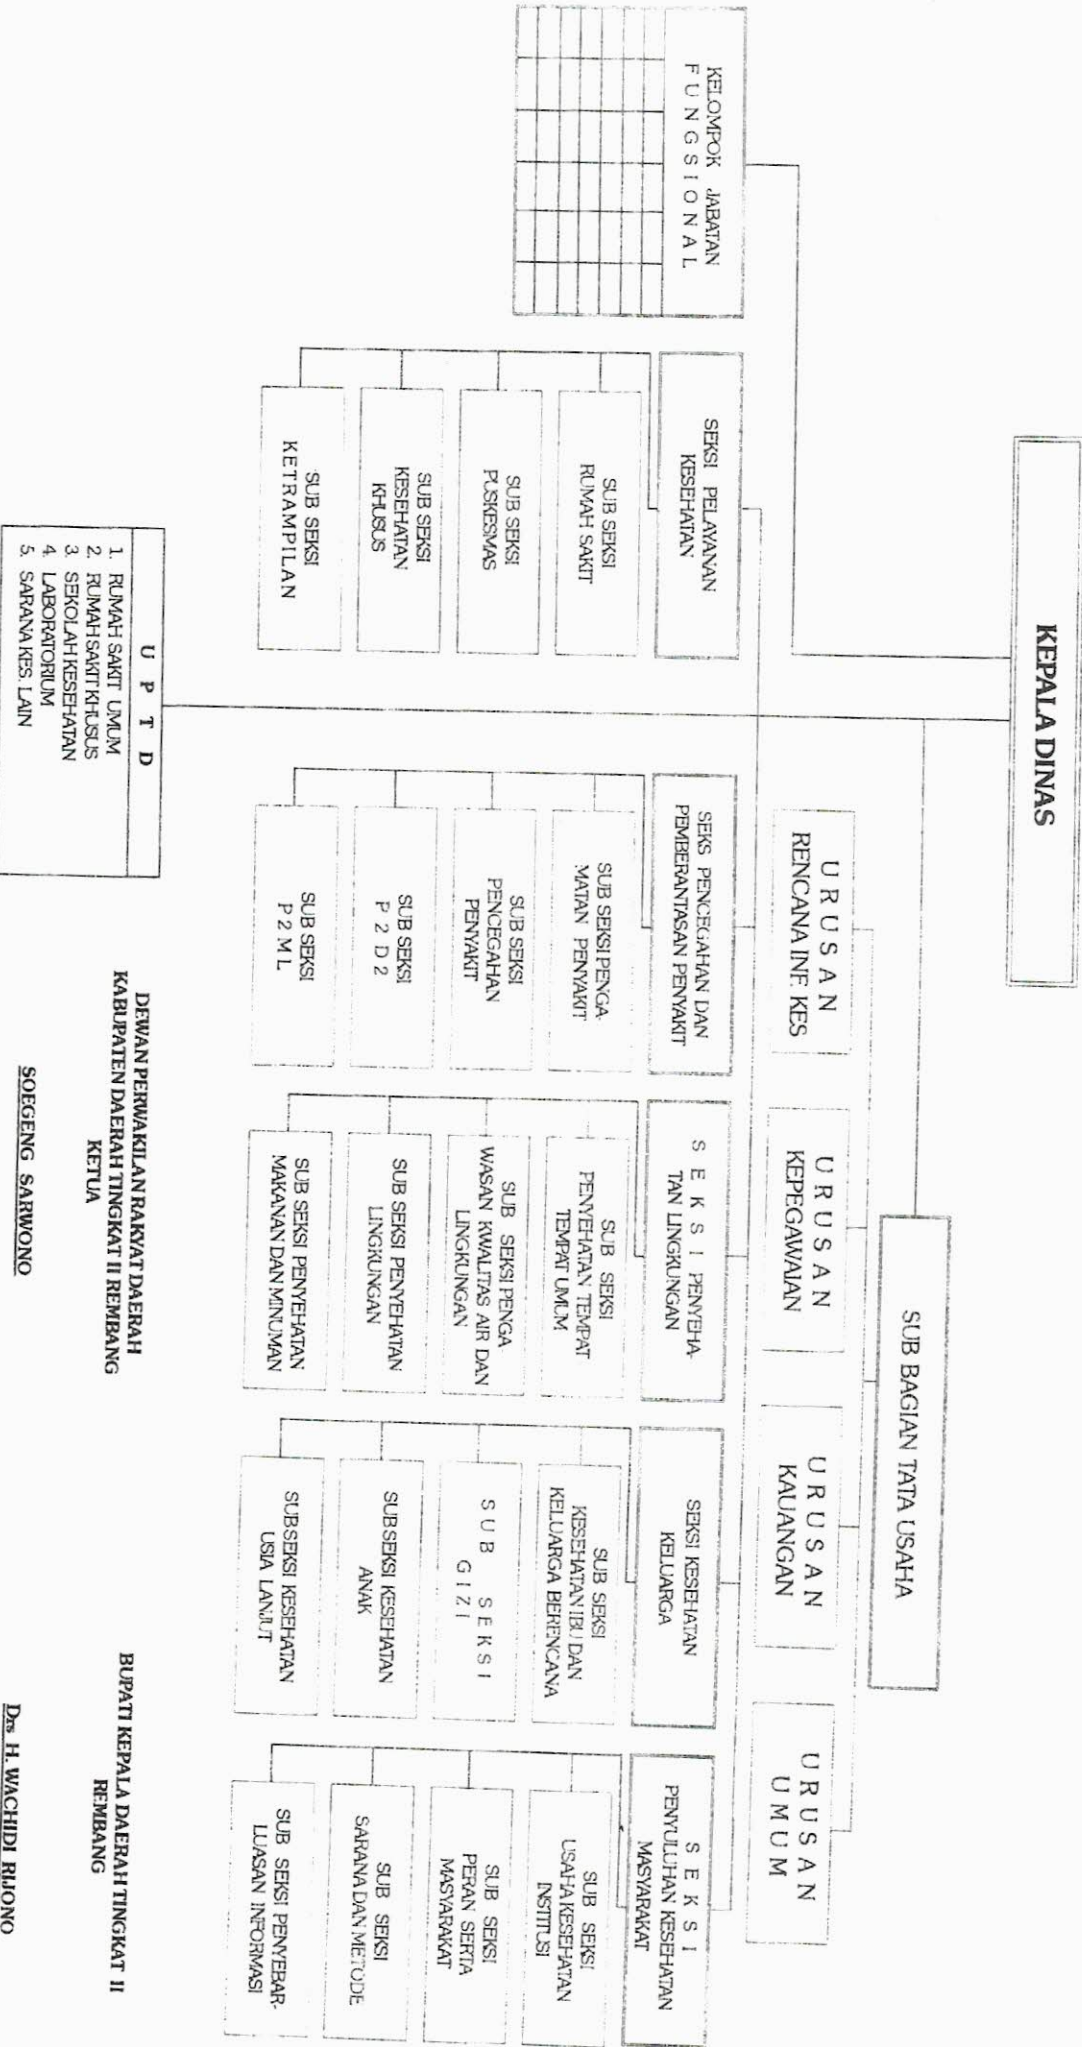 KEPALA DINAS
SUB BAGIAN TATA USAHA
U R U S A N
RENCANA INF. KES
U R U S A N
KEPEGAWAIAN
U R U S A N
KAUANGAN
U R U S A N
U M U M
KELOMPOK JABATAN
F U N G S I O N A L
SEKSI PELAYANAN
KESEHATAN
SUB SEKSI
RUMAH SAKIT
SUB SEKSI
PUSKESMAS
SUB SEKSI
KESEHATAN
KHUSUS
SUB SEKSI
KETRAMPILAN
SEKS PENCEGAHAN DAN
PEMBERANTASAN PENYAKIT
SUB SEKSI PENGA-
MATAN PENYAKIT
SUB SEKSI
PENCEGAHAN
PENYAKIT
SUB SEKSI
P 2 D 2
SUB SEKSI
P 2 M L
S E K S I PENYEHA-
TAN LINGKUNGAN
SUB SEKSI
PENYEHATAN TEMPAT
TEMPAT UMUM
SUB SEKSI PENGA
WASAN KWALITAS AIR DAN
LINGKUNGAN
SUB SEKSI PENYEHATAN
LINGKUNGAN
SUB SEKSI PENYEHATAN
MAKANAN DAN MINUMAN
SEKSI KESEHATAN
KELUARGA
SUB SEKSI
KESEHATAN IBU DAN
KELUARGA BERENCANA
S U B S E K S I
G I Z I
SUB SEKSI KESEHATAN
ANAK
SUB SEKSI KESEHATAN
USIA LANJUT
S E K S I
PENYULUHAN KESEHATAN
MASYARAKAT
SUB SEKSI
USAHA KESEHATAN
INSTITUSI
SUB SEKSI
PERAN SERTA
MASYARAKAT
SUB SEKSI
SARANA DAN METODE
SUB SEKSI PENYEBAR-
LUASAN INFORMASI
U P T D
1. RUMAH SAKIT UMUM
2. RUMAH SAKIT KHUSUS
3. SEKOLAH KESEHATAN
4. LABORATORIUM
5. SARANA KES. LAIN
DEWAN PERWAKILAN RAKYAT DAERAH
KABUPATEN DAERAH TINGKAT II REMBANG
KETUA
SOEGENG SARWONO
BUPATI KEPALA DAERAH TINGKAT II
REMBANG
Drs H. WACHIDI RIJONO